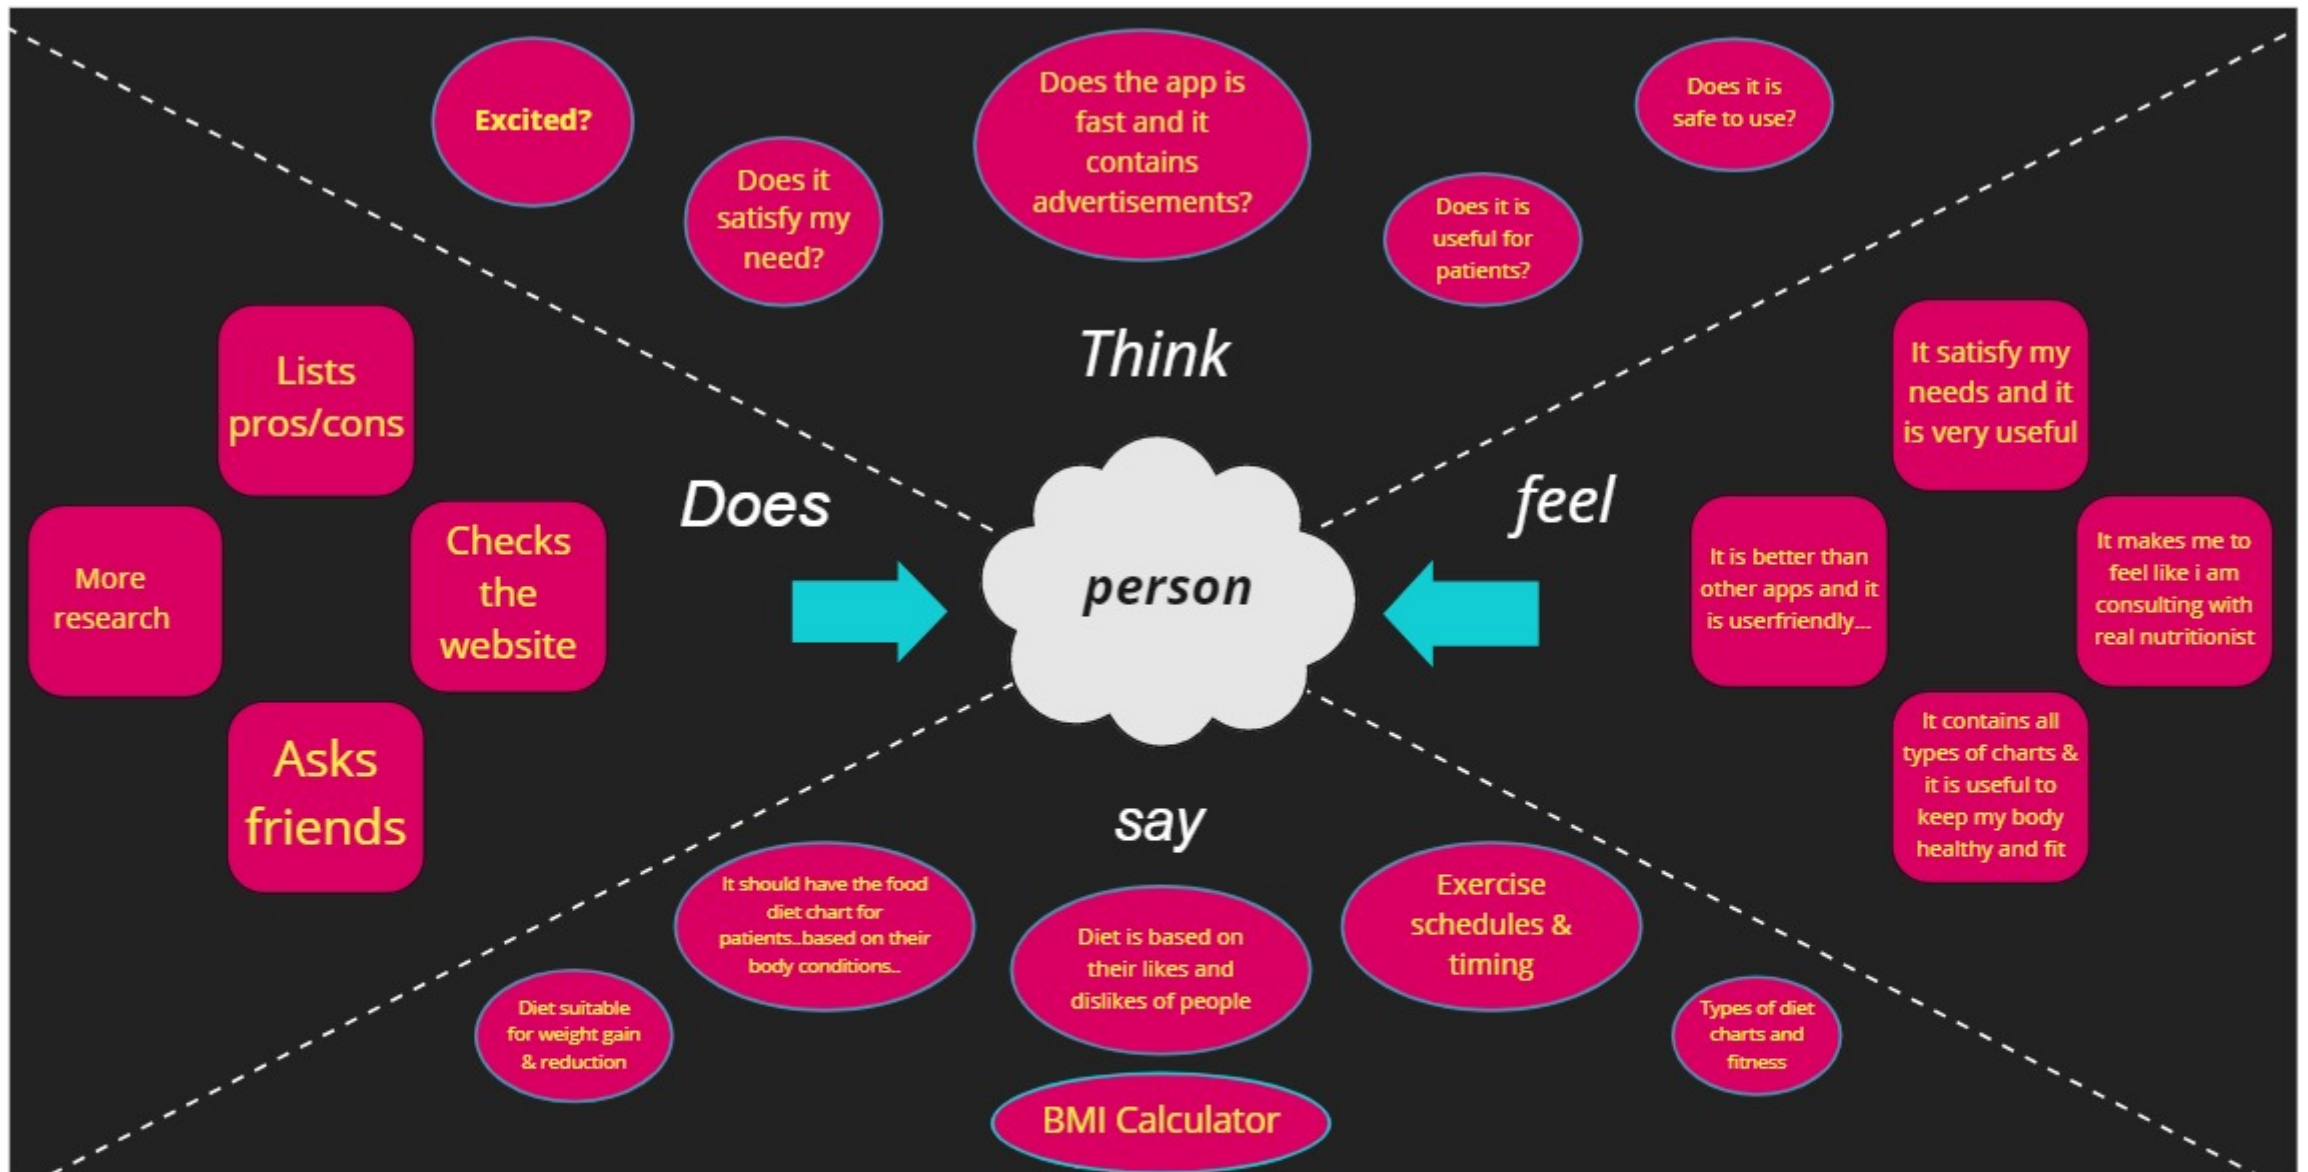 Excited?
Does it
satisfy my
need?
Does the app is
fast and it
contains
advertisements?
Does it is
useful for
patients?
Does it is
safe to use?
Think
Lists
pros/cons
More
research
Checks
the
website
Asks
friends
Does
person
feel
It satisfy my
needs and it
is very useful
It is better than
other apps and it
is userfriendly....
It makes me to
feel like i am
consulting with
real nutritionist
It contains all
types of charts &
it is useful to
keep my body
healthy and fit
say
Diet suitable
for weight gain
& reduction
It should have the food
diet chart for
patients..based on their
body conditions..
Diet is based on
their likes and
dislikes of people
Exercise
schedules &
timing
Types of diet
charts and
fitness
BMI Calculator